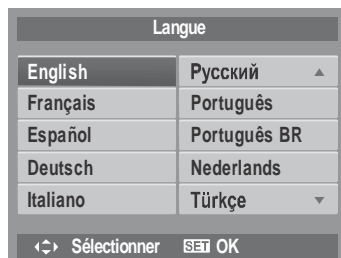 Langue
English Русский
Français Português
Español Português BR
Deutsch Nederlands
Italiano Türkçe
Sélectionner SET OK